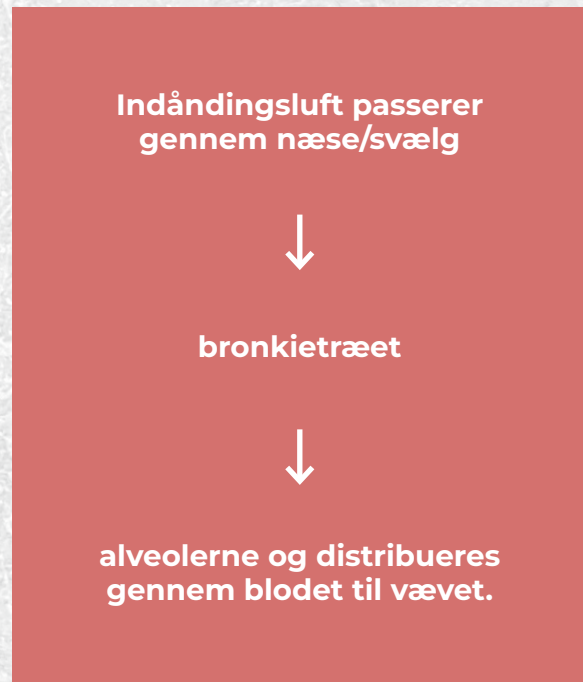 Indåndingsluft passerer
gennem næse/svælg
↓
bronkietræet
↓
alveolerne og distribueres
gennem blodet til vævet.